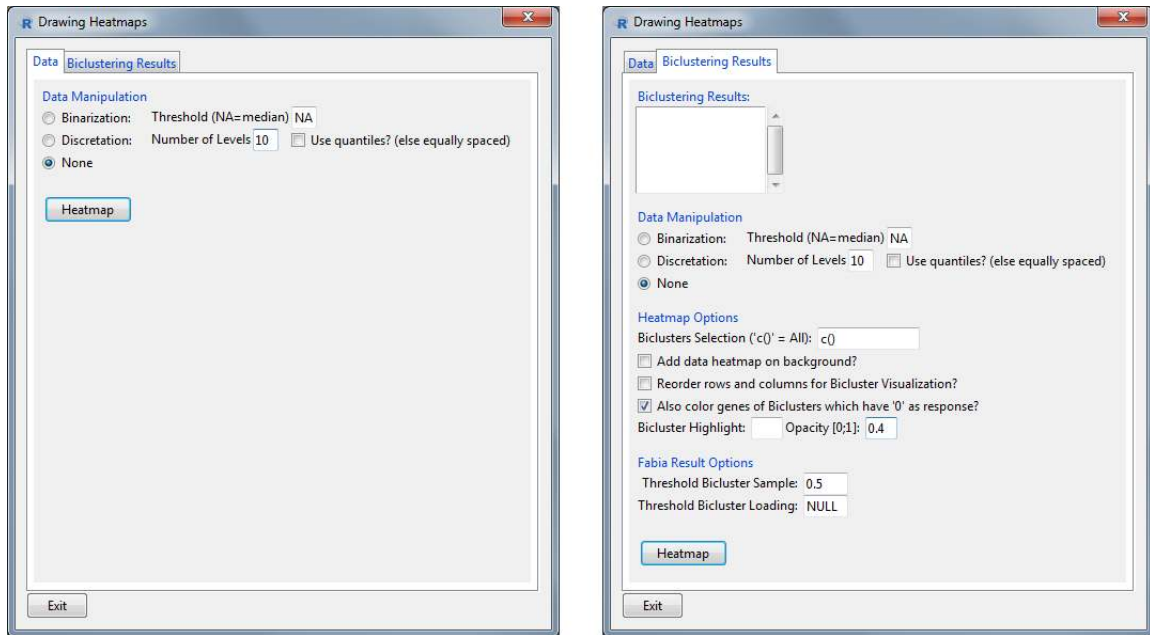 R Drawing Heatmaps
Data Biclustering Results
Data Manipulation
Binarization: Threshold (NA=median) NA
Discretation: Number of Levels 10 Use quantiles? (else equally spaced)
None
Heatmap
Exit
R Drawing Heatmaps
Data Biclustering Results
Biclustering Results:
Data Manipulation
Binarization: Threshold (NA=median) NA
Discretation: Number of Levels 10 Use quantiles? (else equally spaced)
None
Heatmap Options
Biclusters Selection ('c()' = All): c()
Add data heatmap on background?
Reorder rows and columns for Bicluster Visualization?
Also color genes of Biclusters which have '0' as response?
Bicluster Highlight: Opacity [0;1]: 0.4
Fabia Result Options
Threshold Bicluster Sample: 0.5
Threshold Bicluster Loading: NULL
Heatmap
Exit